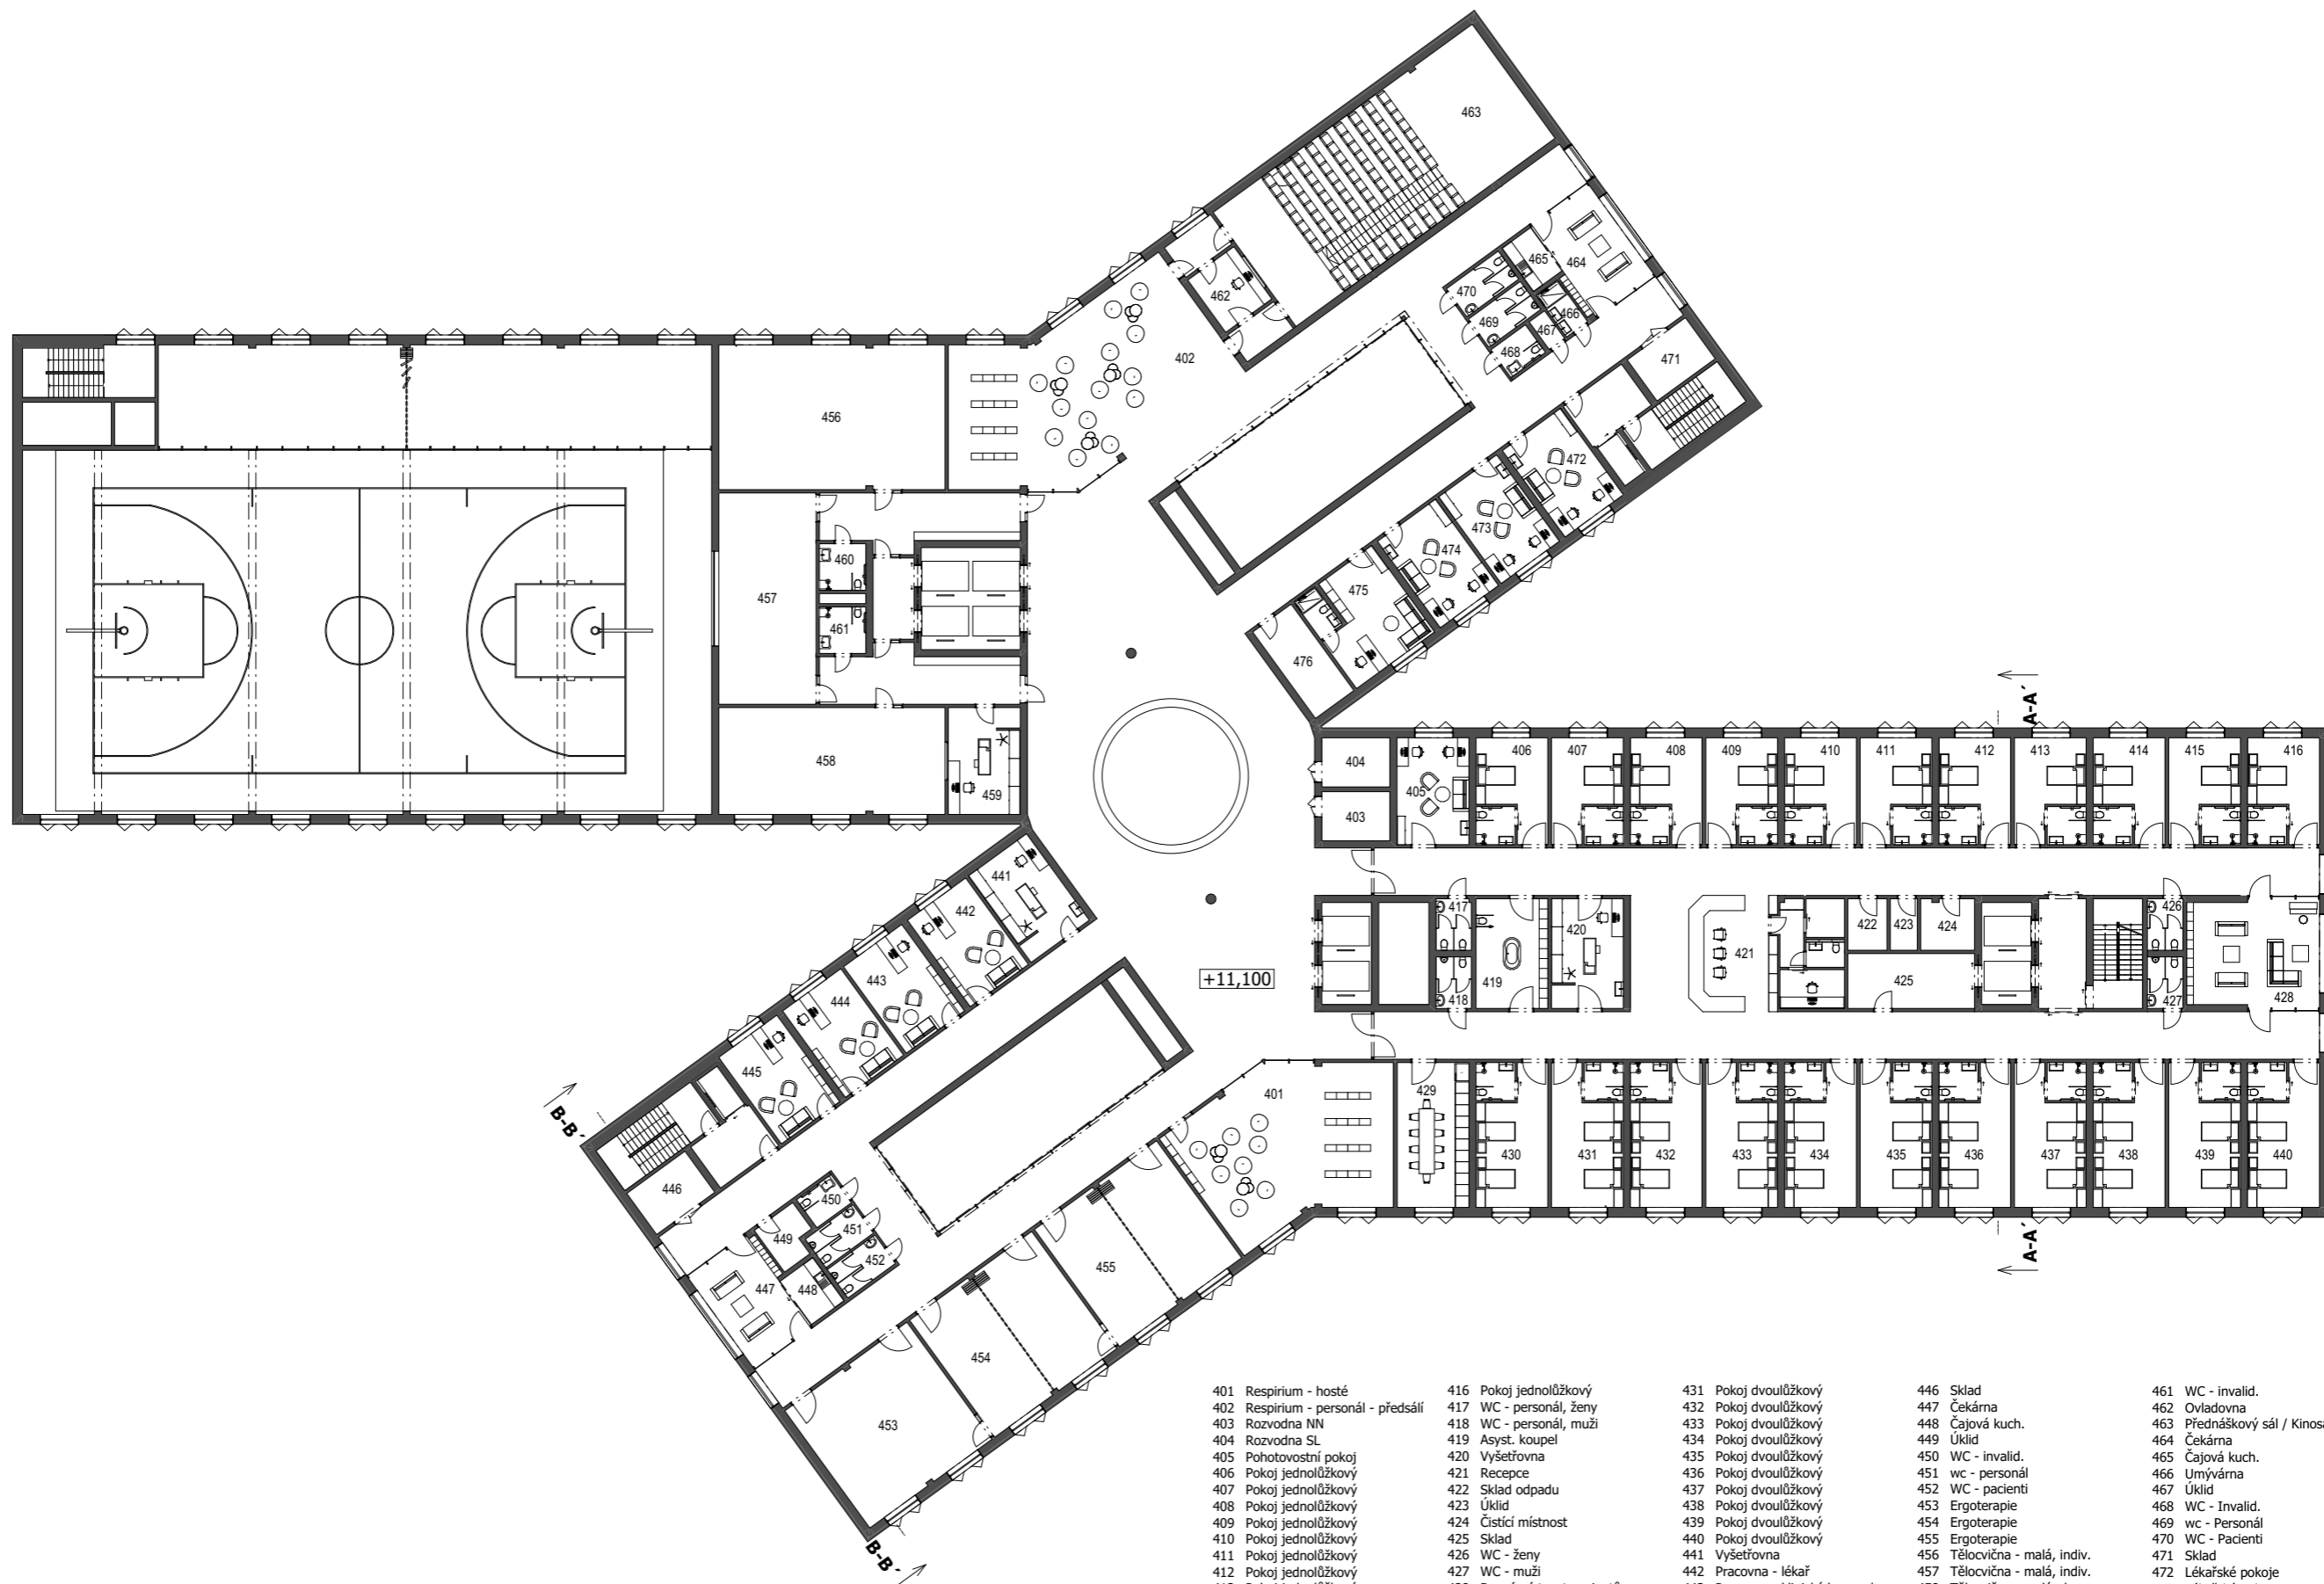 463
465
464
470
466
469
467
462
468
402
471
456
472
473
474
460
475
457
461
476
A-A´
406
407
408
409
410
411
412
413
414
415
416
404
458
405
459
403
441
442
417
426
420
422
423
424
421
443
+11,100
419
425
418
427
428
444
445
401
429
B-B´
430
431
432
433
434
435
436
437
438
439
440
446
450
451
449
452
A-A´
455
447
448
454
453
B-B´
401 Respirium - hosté
402 Respirium - personál - předsálí
403 Rozvodna NN
404 Rozvodna SL
405 Pohotovostní pokoj
406 Pokoj jednolůžkový
407 Pokoj jednolůžkový
408 Pokoj jednolůžkový
409 Pokoj jednolůžkový
410 Pokoj jednolůžkový
411 Pokoj jednolůžkový
412 Pokoj jednolůžkový
416 Pokoj jednolůžkový
417 WC - personál, ženy
418 WC - personál, muži
419 Asyst. koupel
420 Vyšetřovna
421 Recepce
422 Sklad odpadu
423 Úklid
424 Čistící místnost
425 Sklad
426 WC - ženy
427 WC - muži
431 Pokoj dvoulůžkový
432 Pokoj dvoulůžkový
433 Pokoj dvoulůžkový
434 Pokoj dvoulůžkový
435 Pokoj dvoulůžkový
436 Pokoj dvoulůžkový
437 Pokoj dvoulůžkový
438 Pokoj dvoulůžkový
439 Pokoj dvoulůžkový
440 Pokoj dvoulůžkový
441 Vyšetřovna
442 Pracovna - lékař
446 Sklad
447 Čekárna
448 Čajová kuch.
449 Úklid
450 WC - invalid.
451 wc - personál
452 WC - pacienti
453 Ergoterapie
454 Ergoterapie
455 Ergoterapie
456 Tělocvična - malá, indiv.
457 Tělocvična - malá, indiv.
461 WC - invalid.
462 Ovladovna
463 Přednáškový sál / Kinosá
464 Čekárna
465 Čajová kuch.
466 Umývárna
467 Úklid
468 WC - Invalid.
469 wc - Personál
470 WC - Pacienti
471 Sklad
472 Lékařské pokoje